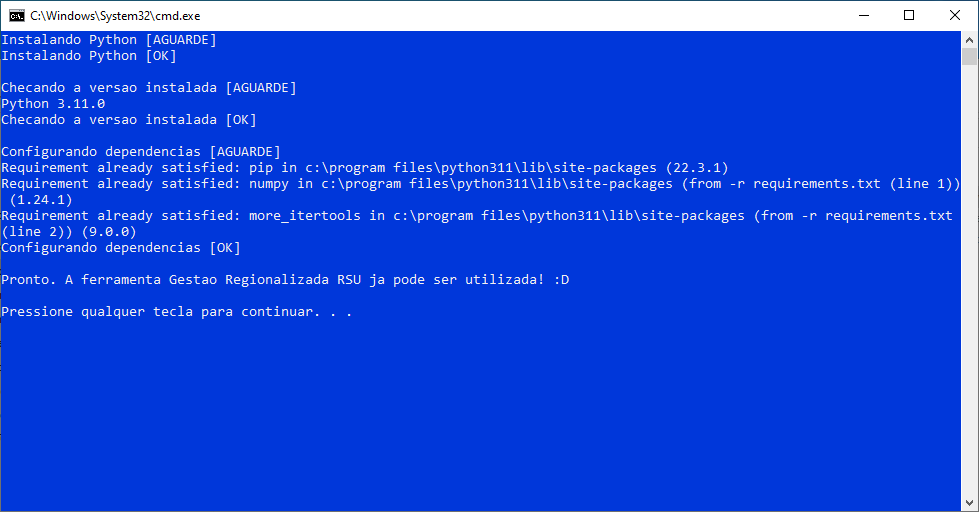 C:\Windows\System32\cmd.exe
Instalando Python [AGUARDE]
Instalando Python [OK]
Checando a versao instalada [AGUARDE]
Python 3.11.0
Checando a versao instalada [OK]
Configurando dependencias [AGUARDE]
Requirement already satisfied: pip in c:\program files\python311\lib\site-packages (22.3.1)
Requirement already satisfied: numpy in c:\program files\python311\lib\site-packages (from -r requirements.txt (line 1))
(1.24.1)
Requirement already satisfied: more_itertools in c:\program files\python311\lib\site-packages (from -r requirements.txt
(line 2)) (9.0.0)
Configurando dependencias [OK]
Pronto. A ferramenta Gestao Regionalizada RSU ja pode ser utilizada! :D
Pressione qualquer tecla para continuar. . .